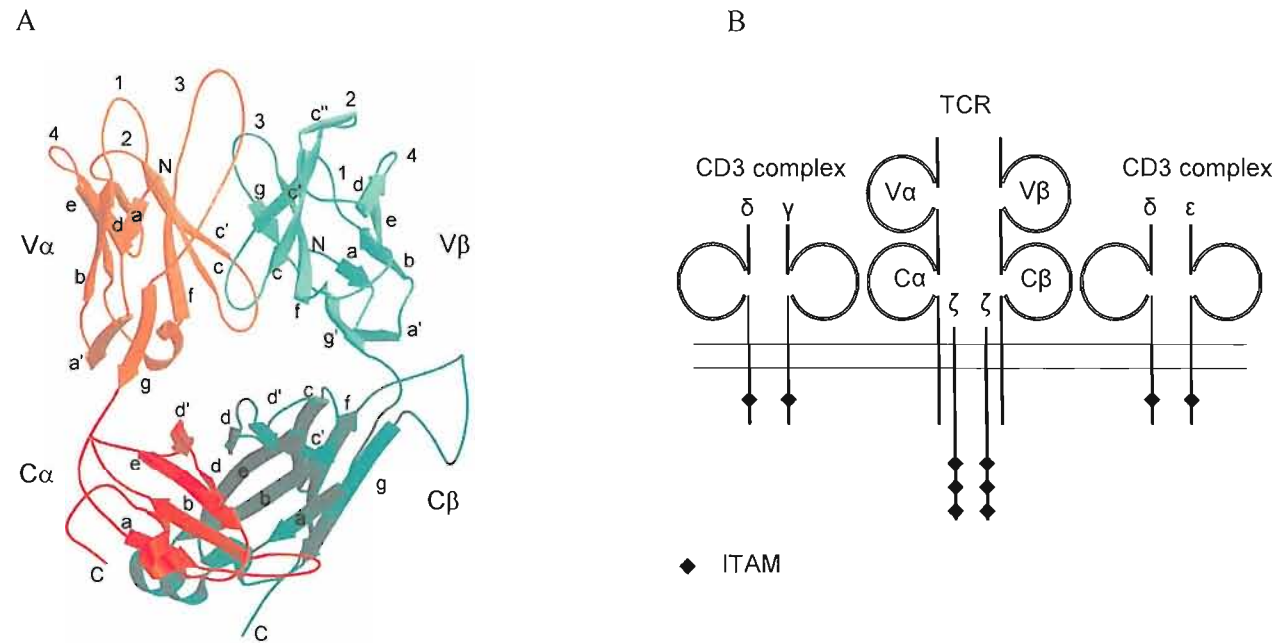 A
1
3
4
2
N
e
d
a
c'
Vα
b
c
f
a'
g
3
c''
2
1
4
g
c'
d
e
N
a
b
Vβ
c
f
g'
a'
d'
d
d'
c
f
c'
e
d
e
b
b
g
Cα
a
a
Cβ
C
C
B
TCR
CD3 complex
Vα
Vβ
CD3 complex
δ
γ
δ
ε
Cα
Cβ
ζ
ζ
ITAM